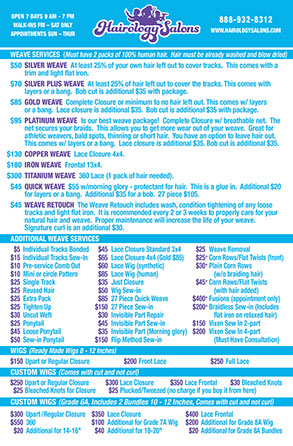 OPEN 7 DAYS 9 AM - 7 PM
WALK-INS FRI - SAT ONLY
APPOINTMENTS SUN - THUR
Hairology Salons
888-932-8312
WWW.HAIROLOGYSALONS.COM
WEAVE SERVICES (Must have 2 packs of 100% human hair. Hair must be already washed and blow dried)
$50 SILVER WEAVE At least 25% of your own hair left out to cover tracks. This comes with a
trim and light flat iron.
$70 SILVER PLUS WEAVE At least 25% of hair left out to cover the tracks. This comes with
layers or a bang. Bob cut is additional $35 with package.
$85 GOLD WEAVE Complete Closure or minimum to no hair left out. This comes w/ layers
or a bang. Lace closure is additional $35. Bob cut is additional $35 with package.
$95 PLATINUM WEAVE Is our best weave package! Complete Closure w/ breathable net. The
net secures your braids. This allows you to get more wear out of your weave. Great for
athletic weavers, bald spots, thinning or short hair. You have an option to leave hair out.
This comes w/ layers or a bang. Lace closure is additional $35. Bob cut is additional $35.
$130 COPPER WEAVE Lace Closure 4x4.
$180 IRON WEAVE Frontal 13x4.
$300 TITANIUM WEAVE 360 Lace (1 pack of hair needed).
$45 QUICK WEAVE $55 w/morning glory - protectant for hair. This is a glue in. Additional $20
for layers or a bang. Additional $35 for a bob. 27 piece $105.
$45 WEAVE RETOUCH The Weave Retouch includes wash, condition tightening of any loose
tracks and light flat iron. It is recommended every 2 or 3 weeks to properly care for your
natural hair and weave. Proper maintenance will increase the life of your weave.
Signature curl is an additional $30.
ADDITIONAL WEAVE SERVICES
$5 Individual Tracks Bonded
$15 Individual Tracks Sew-In
$10 Pre-service Comb Out
$10 Mini or circle Pattern
$25 Single Track
$25 Reused Hair
$25 Extra Pack
$25 Tighten Up
$30 Uncut Weft
$25 Ponytail
$45 Loose Ponytail
$50 Sew-in Ponytail
$45 Lace Closure Standard 3x4
$65 Lace Closure 4x4 (Gold $85)
$60 Lace Wig (synthetic)
$65 Lace Wig (human)
$35 Just Closure
$50 Wig Sew-in
$85 27 Piece Quick Weave
$150 27 Piece Sew-in
$30 Invisible Part Repair
$45 Invisible Part Sew-in
$35 Invisible Part (Morning glory)
$150 Flip Method Sew-in
$25 Weave Removal
$25+ Corn Rows/Flat Twists (front)
$30+ Plain Corn Rows
(w/o braiding hair)
$45+ Corn Rows/Flat Twists
(with hair added)
$400+ Fusions (appointment only)
$200+ Braidless Sew-in (Includes
flat iron on relaxed hair)
$150 Vixen Sew In 2-part
$200 Vixen Sew In 4-part
(Must Have Consultation)
WIGS (Ready Made Wigs 8 - 12 Inches)
$150 Upart or Regular Closure
$200 Front Lace
$250 Full Lace
CUSTOM WIGS (Comes with cut and not curl)
$250 Upart or Regular Closure
$300 Lace Closure
$350 Lace Frontal
$30 Bleached Knots
$25 Bleached Knots for Closure
$25 Plucked/Tweezed (no charge if you buy it from here)
CUSTOM WIGS (Grade 6A, Includes 2 Bundles 10 - 12 Inches, Comes with cut and not curl)
$300 Upart/Regular Closure
$350 Lace Closure
$400 Lace Frontal
$550 360
$100 Additional for Grade 7A Wig
$200 Additional for Grade 8A Wig
$20 Additional for 14-16"
$40 Additional for 18-20"
$20 Additional for Grade 8A Bundles